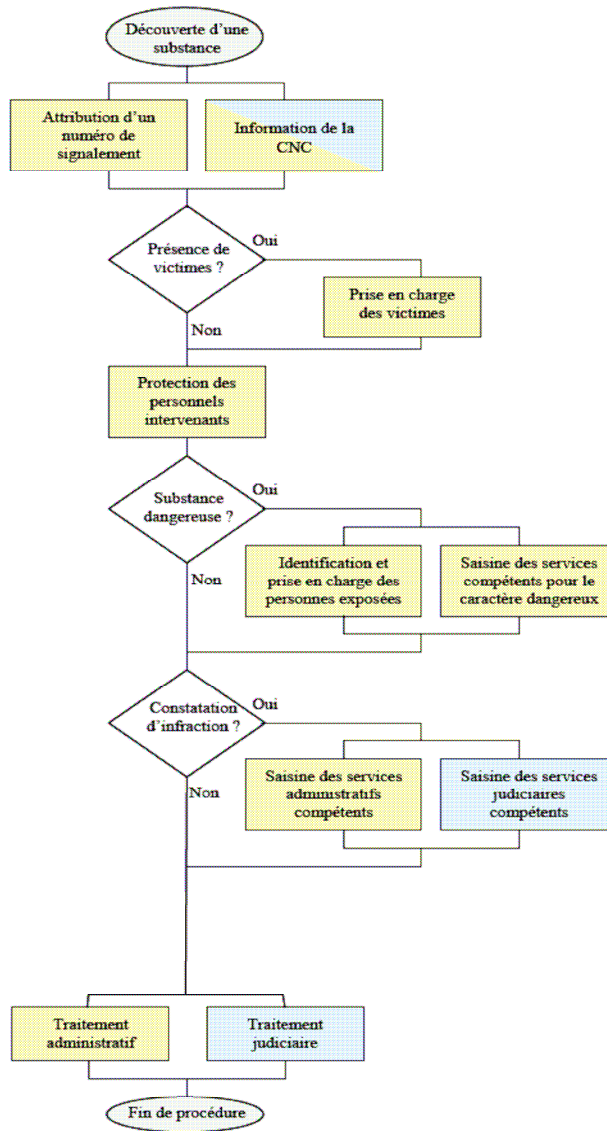 Découverte d'une
substance
Attribution d'un
numéro de
signalement
Information de la
CNC
Présence de
victimes ?
Oui
Prise en charge
des victimes
Non
Protection des
personnels
intervenants
Substance
dangereuse ?
Oui
Identification et
prise en charge des
personnes exposées
Saisine des services
compétents pour le
caractère dangereux
Non
Constatation
d'infraction ?
Oui
Saisine des services
administratifs
compétents
Saisine des services
judiciaires
compétents
Non
Traitement
administratif
Traitement
judiciaire
Fin de procédure